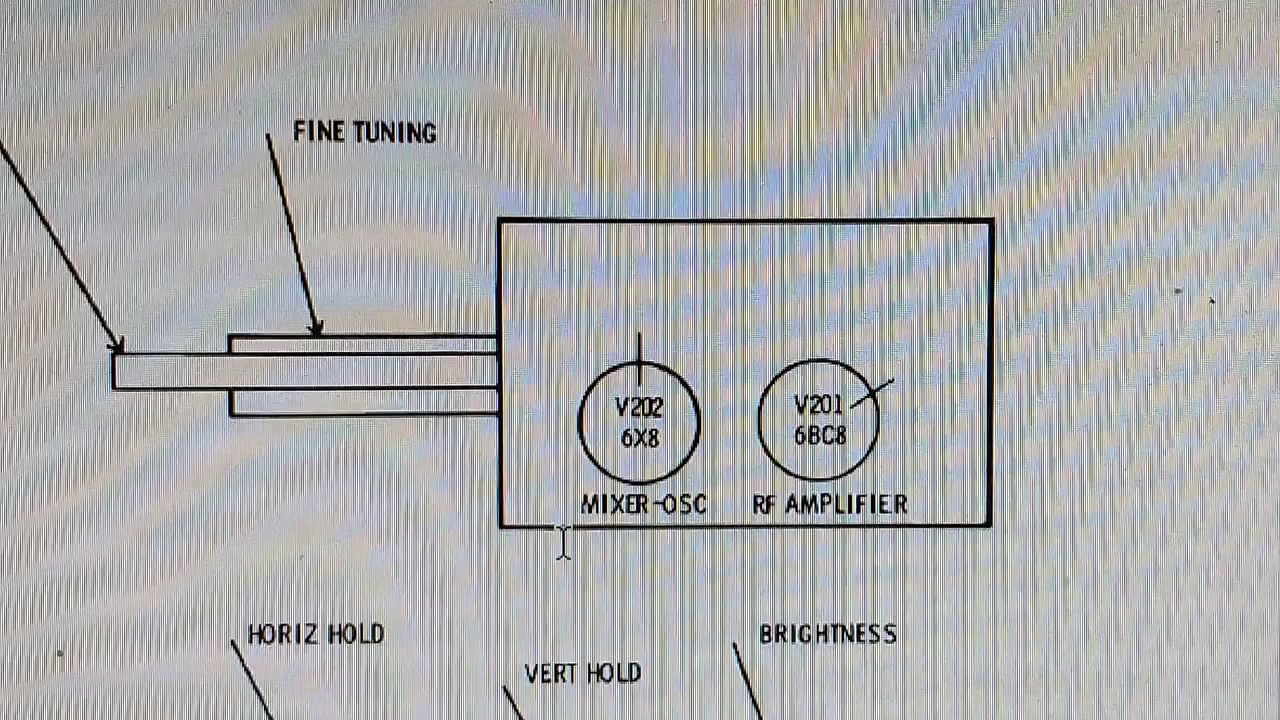 FINE TUNING
V202
6X8
MIXER-OSC
V201
6BC8
RF AMPLIFIER
HORIZ HOLD
VERT HOLD
BRIGHTNESS